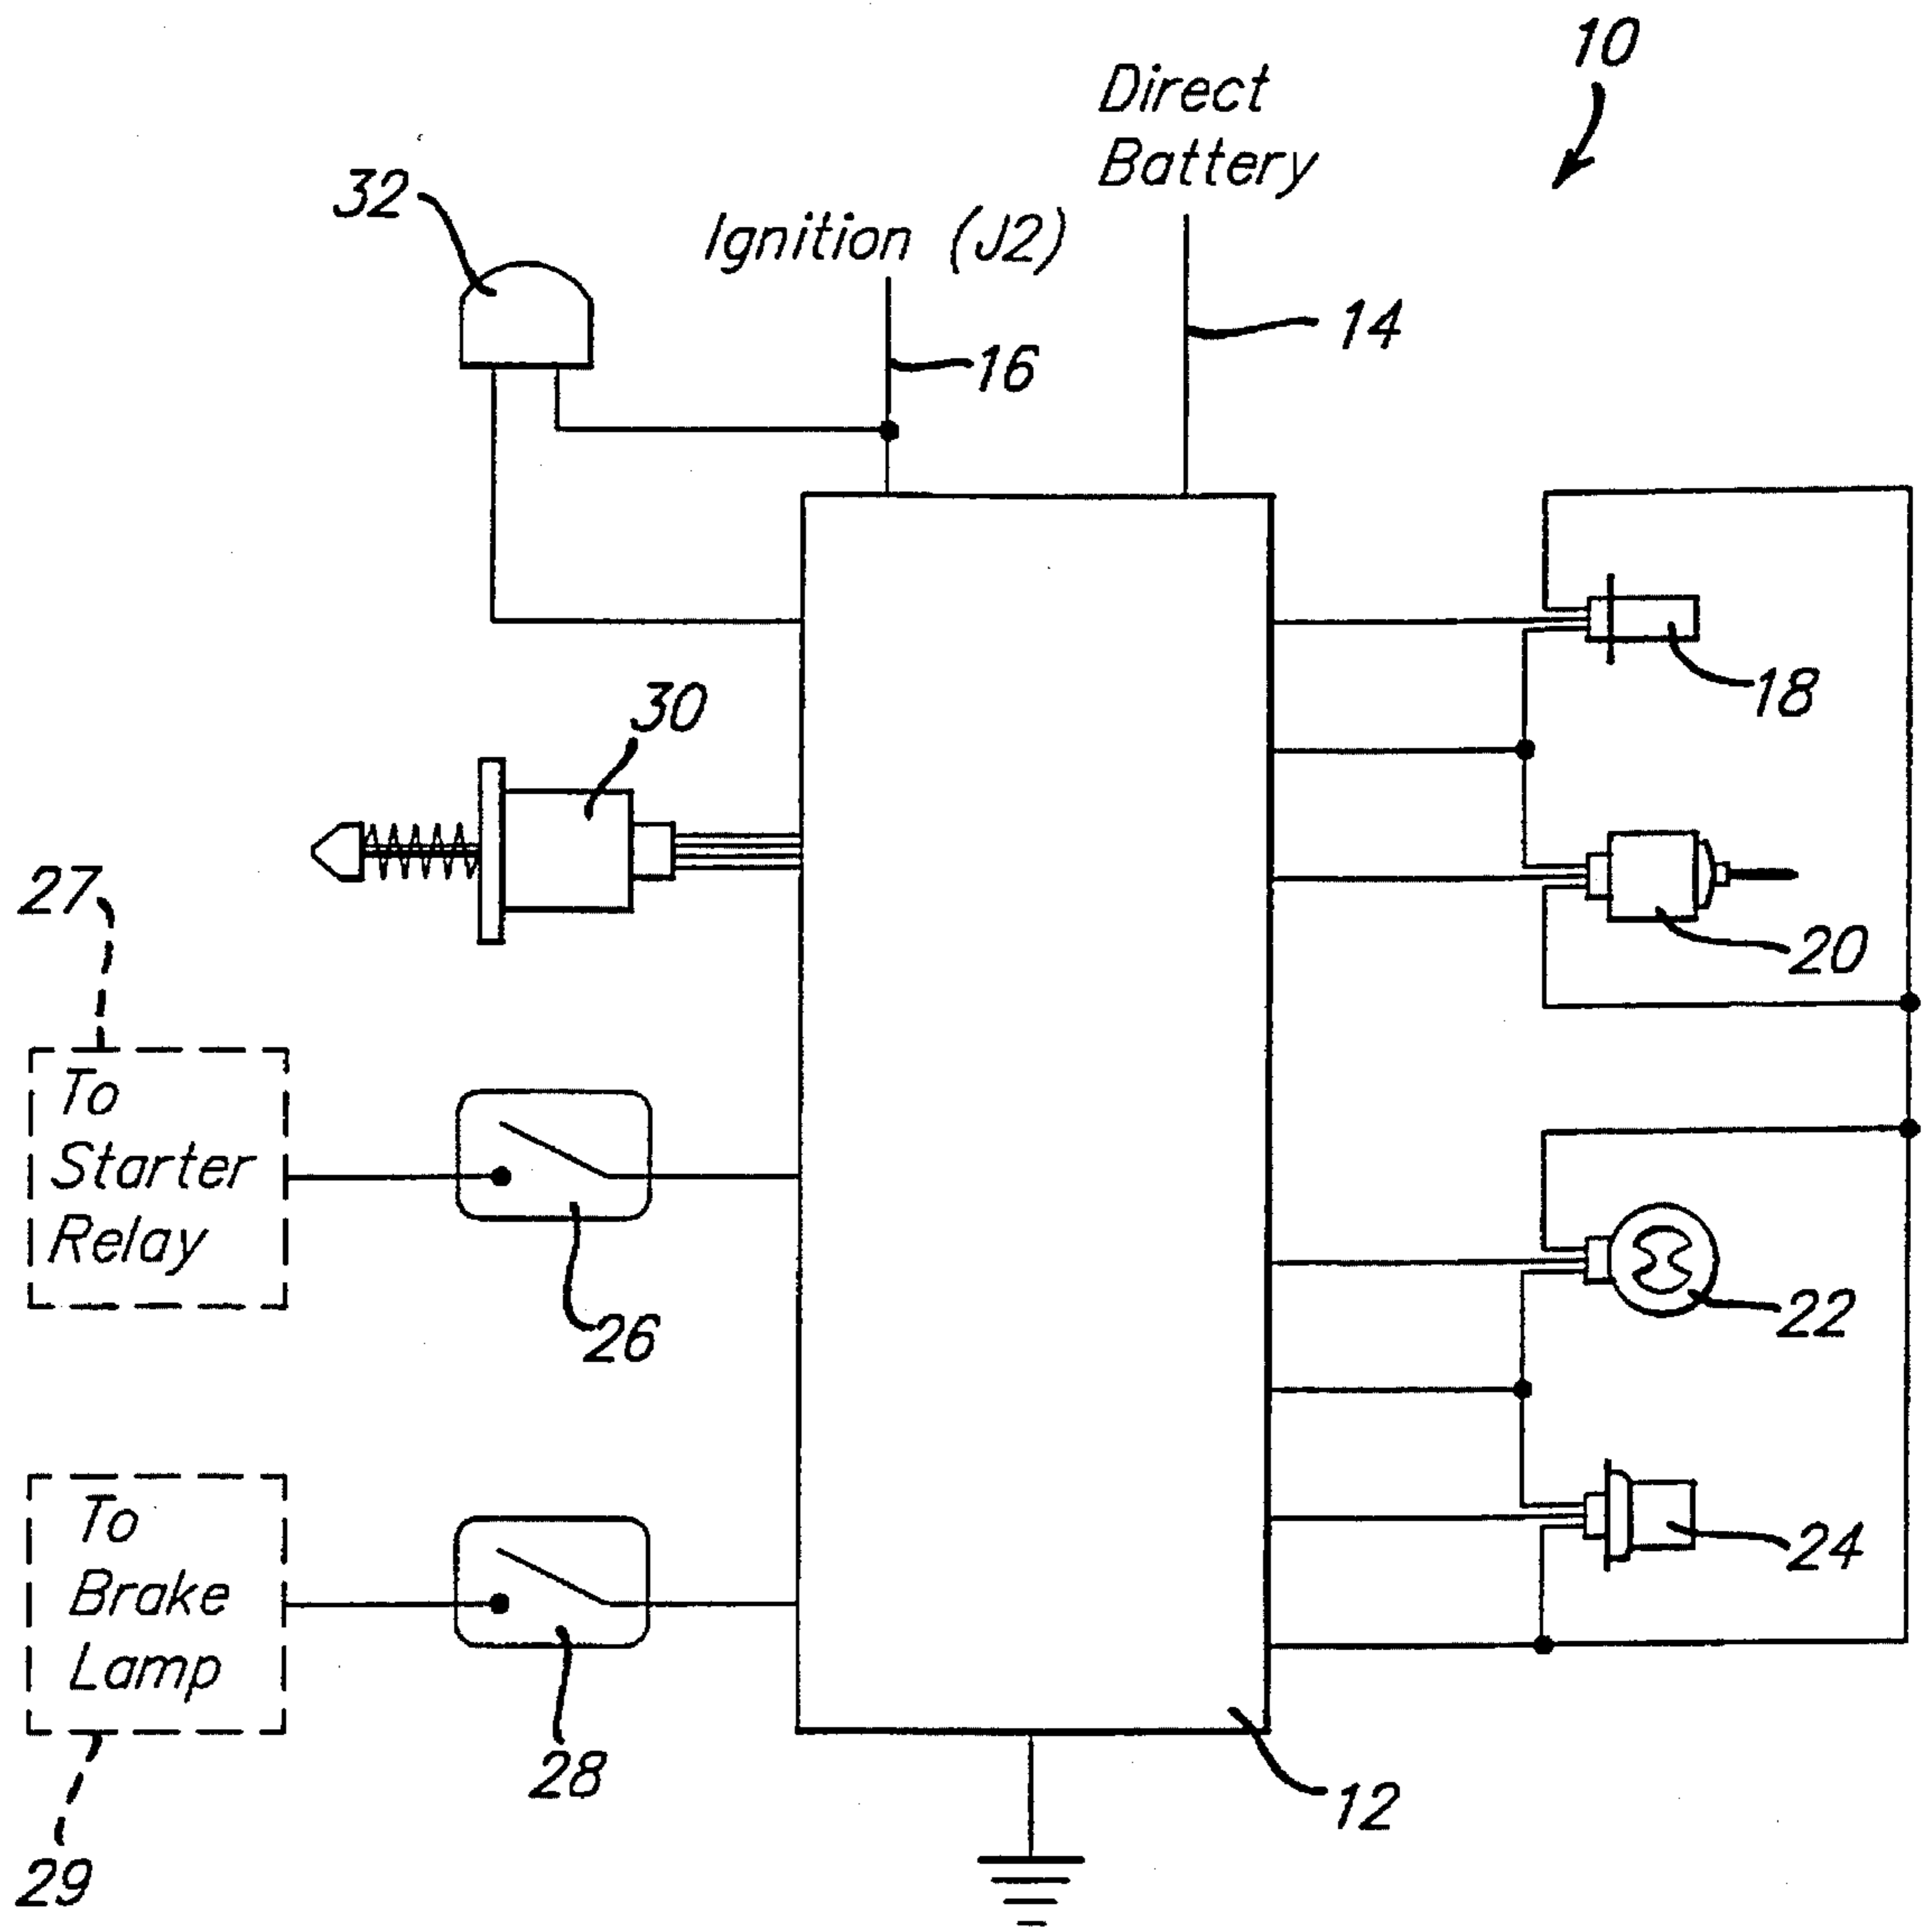 10
Direct
Battery
32
Ignition (J2)
14
16
18
30
27
20
To
Starter
Relay
26
22
To
Brake
Lamp
24
28
12
29